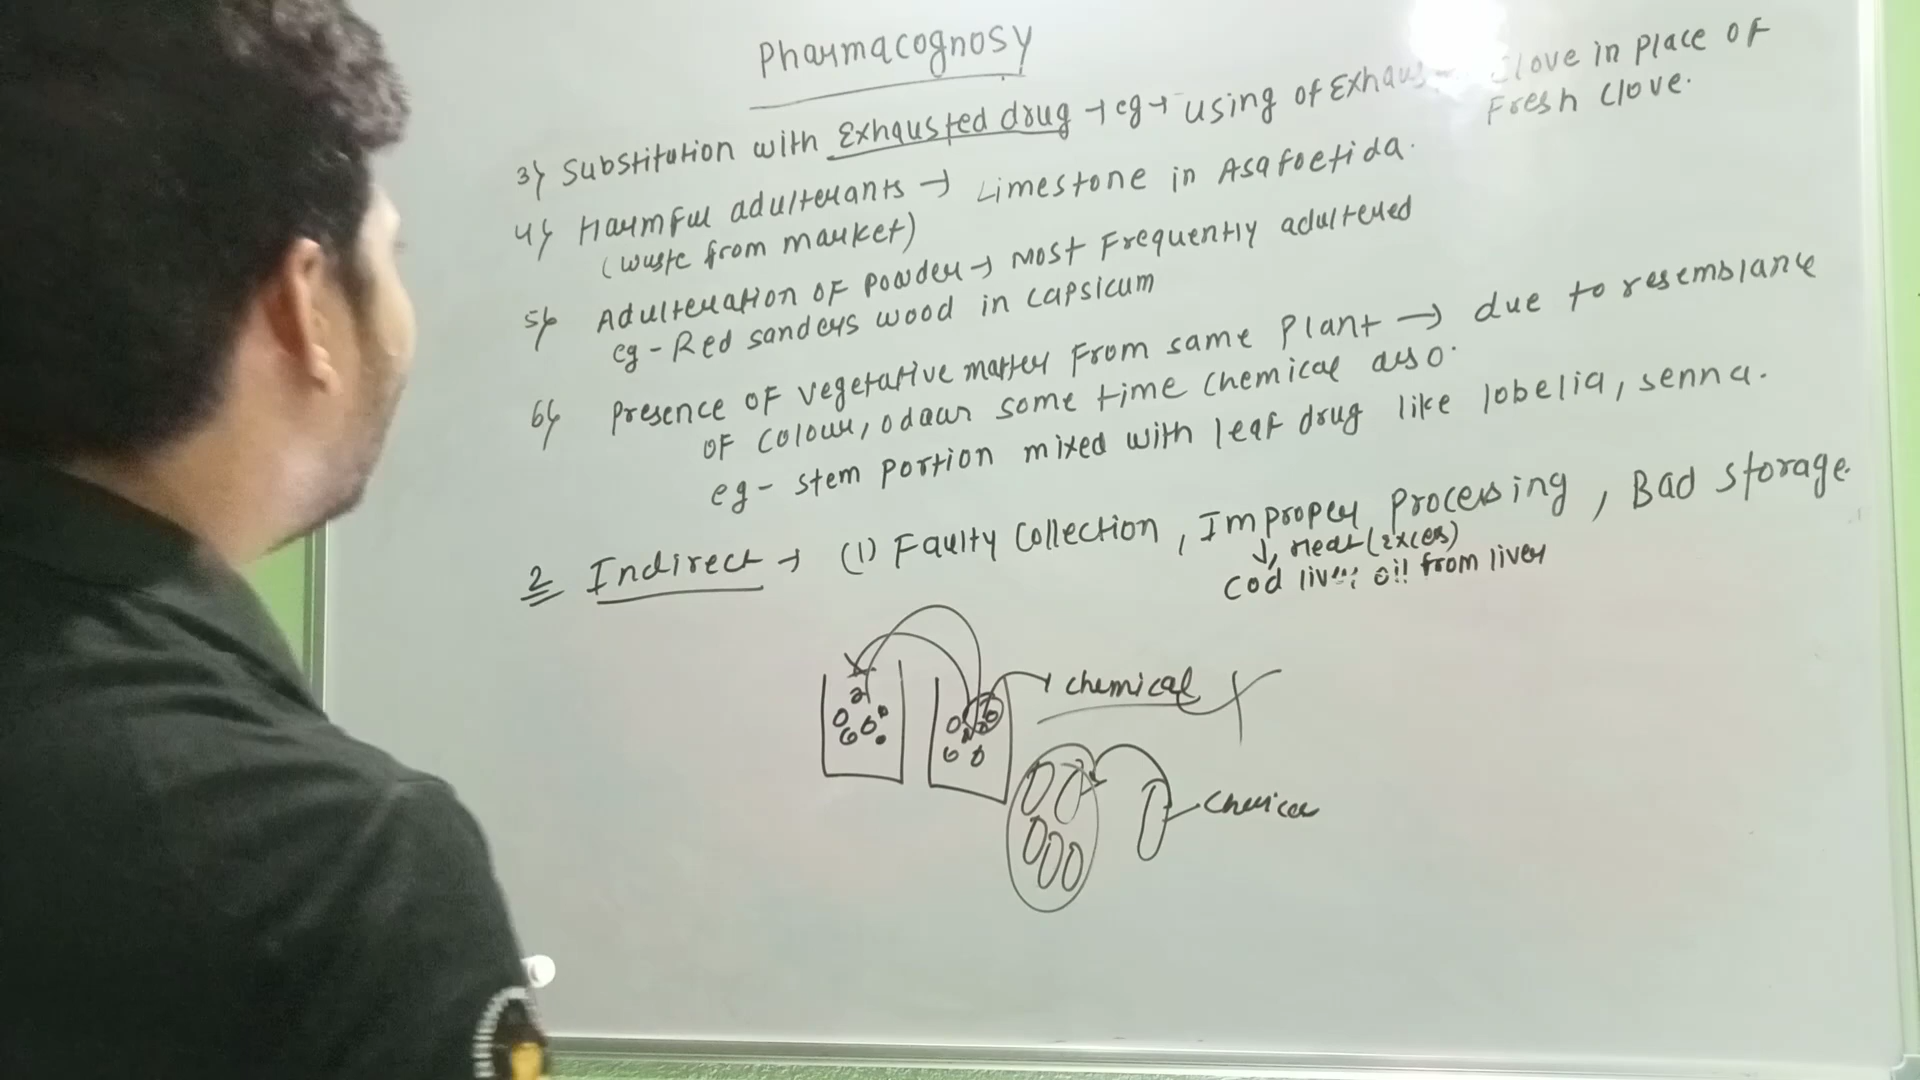 Pharmacognosy
3) Substitution with Exhausted drug → eg → using of Exhaus Clove in place of
Fresh clove.
4) Harmful adulterants → Limestone in Asafoetida.
(waste from market)
5) Adulteration of Powder → Most Frequently adultered
eg - Red sanders wood in capsicum
6) Presence of vegetative matter From same Plant → due to resemblance
of colour, odour some time chemical also.
eg - stem portion mixed with leaf drug like lobelia, senna.
2 Indirect → (1) Faulty Collection, Improper Processing, Bad storage.
↓, Heat (Exces)
Cod liver oil from liver
chemical